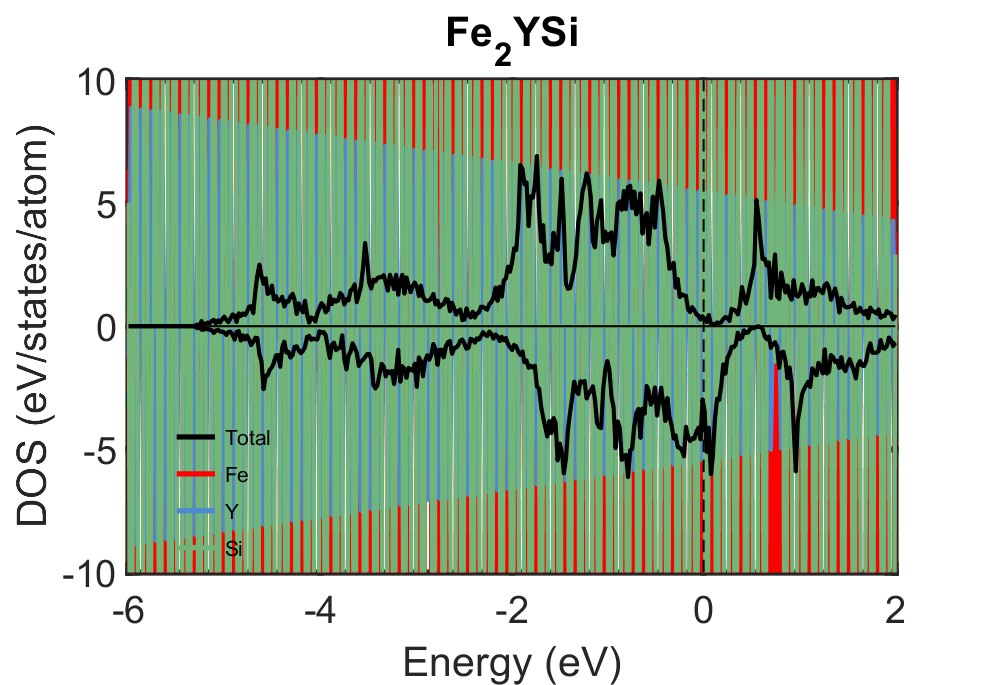 Fe2YSi
DOS (eV/states/atom)
10
5
0
-5
-10
Total
Fe
Y
Si
-6 -4 -2 0 2
Energy (eV)